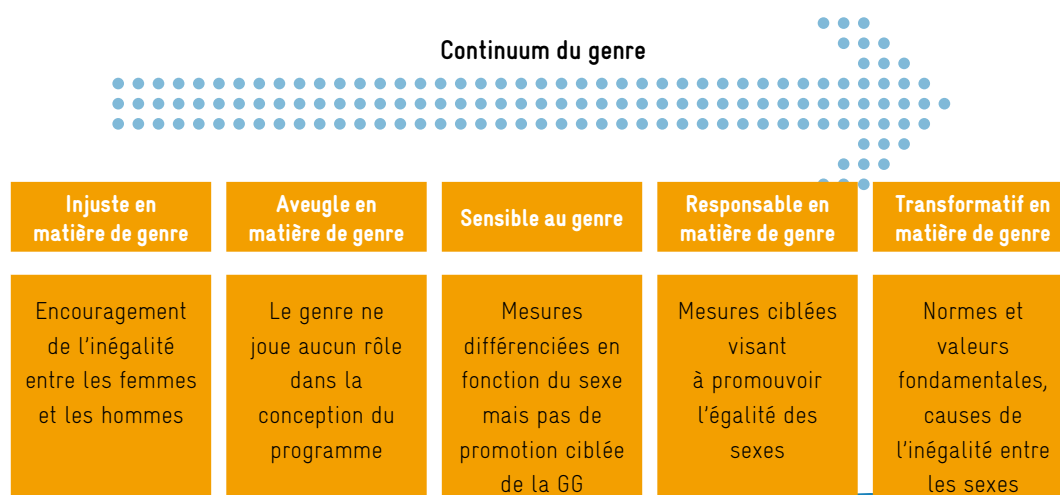 Continuum du genre
Injuste en
matière de genre
Aveugle en
matière de genre
Sensible au genre
Responsable en
matière de genre
Transformatif en
matière de genre
Encouragement
de l'inégalité
entre les femmes
et les hommes
Le genre ne
joue aucun rôle
dans la
conception du
programme
Mesures
différenciées en
fonction du sexe
mais pas de
promotion ciblée
de la GG
Mesures ciblées
visant
à promouvoir
l'égalité des
sexes
Normes et
valeurs
fondamentales,
causes de
l'inégalité entre
les sexes